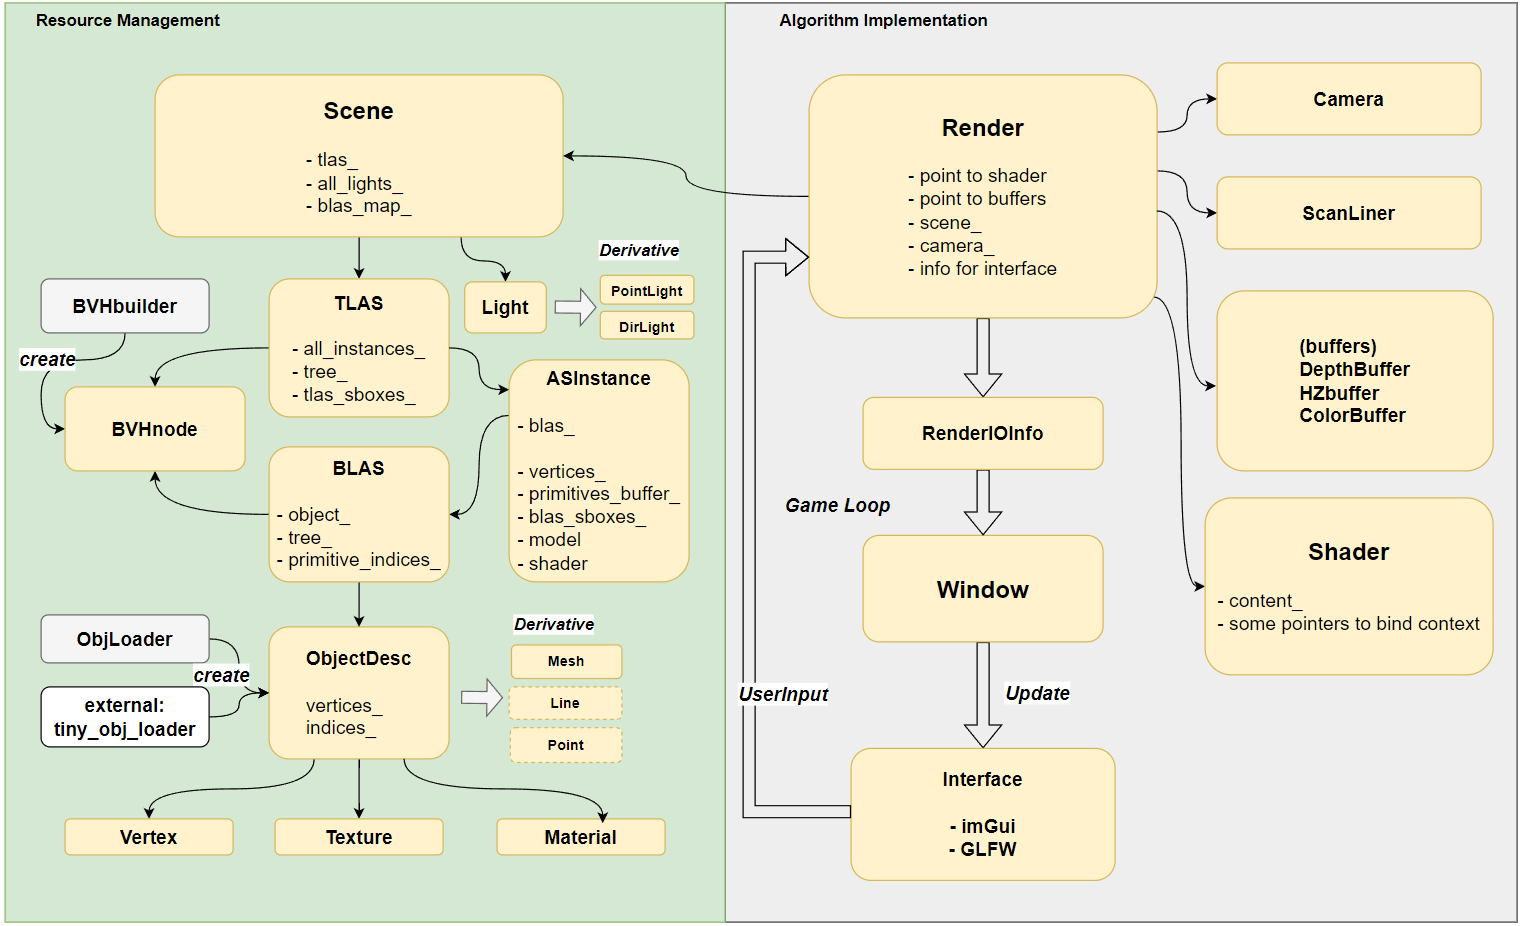 Resource Management
Scene
- tlas_
- all_lights_
- blas_map_
BVHbuilder
create
BVHnode
TLAS
- all_instances_
- tree_
- tlas_sboxes_
Light
Derivative
PointLight
DirLight
ASInstance
- blas_
- vertices_
- primitives_buffer_
- blas_sboxes_
- model
- shader
BLAS
- object_
- tree_
- primitive_indices_
ObjLoader
create
external:
tiny_obj_loader
ObjectDesc
vertices_
indices_
Derivative
Mesh
Line
Point
Vertex
Texture
Material
Algorithm Implementation
Render
- point to shader
- point to buffers
- scene_
- camera_
- info for interface
Camera
ScanLiner
(buffers)
DepthBuffer
HZbuffer
ColorBuffer
Shader
- content_
- some pointers to bind context
RenderIOInfo
Game Loop
Window
UserInput
Update
Interface
- imGui
- GLFW